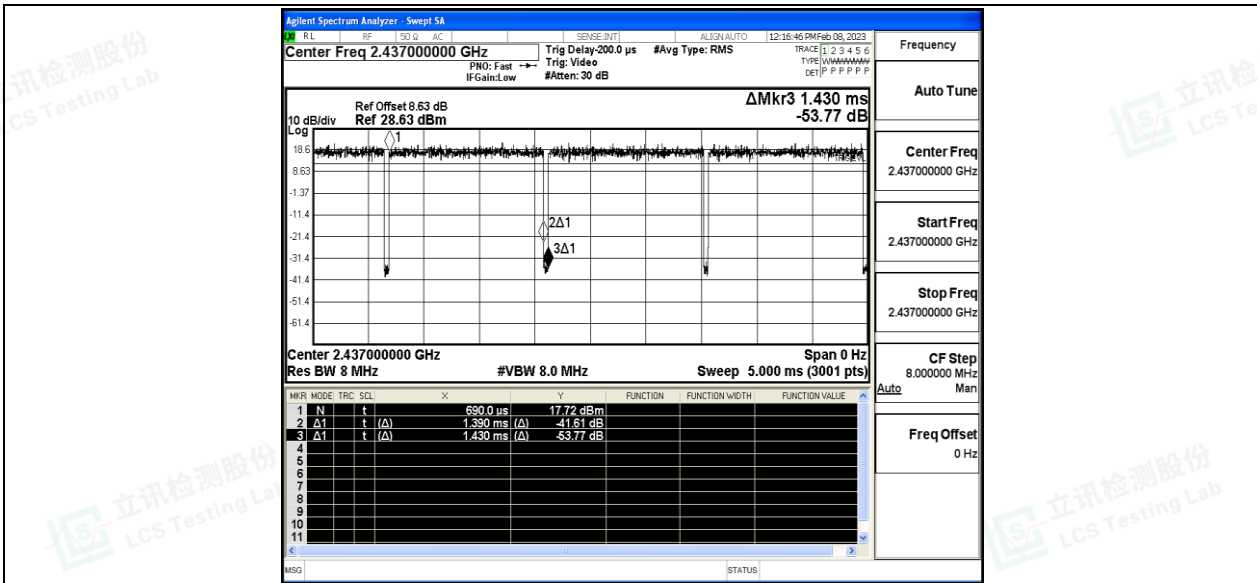 Agilent Spectrum Analyzer - Swept SA
RL RF 50 Ω AC SENSE:INT ALIGN AUTO 12:16:46 PM Feb 08, 2023
Center Freq 2.437000000 GHz
PNO: Fast
IFGain:Low
Trig Delay-200.0 µs
Trig: Video
#Atten: 30 dB
#Avg Type: RMS
TRACE 1 2 3 4 5 6
TYPE
DET P P P P P P
Ref Offset 8.63 dB
10 dB/div Ref 28.63 dBm
Log
ΔMkr3 1.430 ms
-53.77 dB
18.6
8.63
-1.37
-11.4
-21.4
-31.4
-41.4
-51.4
-61.4
1
2Δ1
3Δ1
Center 2.437000000 GHz Span 0 Hz
Res BW 8 MHz #VBW 8.0 MHz Sweep 5.000 ms (3001 pts)
MKR MODE TRC SCL X Y FUNCTION FUNCTION WIDTH FUNCTION VALUE
1 N t 690.0 µs 17.72 dBm
2 Δ1 t (Δ) 1.390 ms (Δ) -41.61 dB
3 Δ1 t (Δ) 1.430 ms (Δ) -53.77 dB
4
5
6
7
8
9
10
11
MSG STATUS
Frequency
Auto Tune
Center Freq
2.437000000 GHz
Start Freq
2.437000000 GHz
Stop Freq
2.437000000 GHz
CF Step
8.000000 MHz
Auto Man
Freq Offset
0 Hz
立讯检测股份
LCS Testing Lab
立讯检测股份
LCS Testing Lab